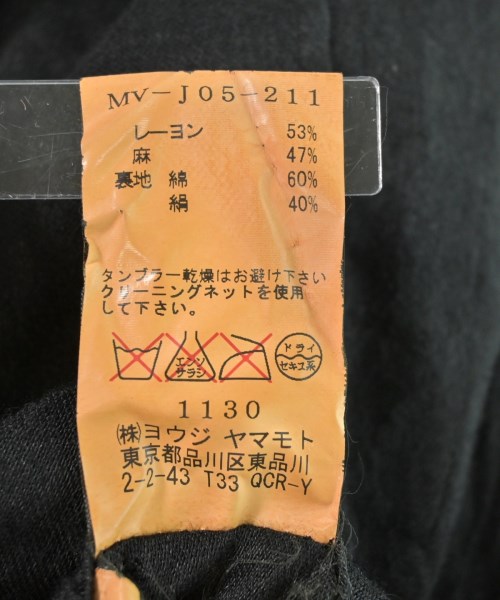 MV-J05-211
レーヨン 53%
麻 47%
裏地 綿 60%
絹 40%
タンブラー乾燥はお避け下さい
クリーニングネットを使用
して下さい。
エンソ
サラシ
ドライ
セキユ系
1130
㈱ヨウジ ヤマモト
東京都品川区東品川
2-2-43 T33 QCR-Y